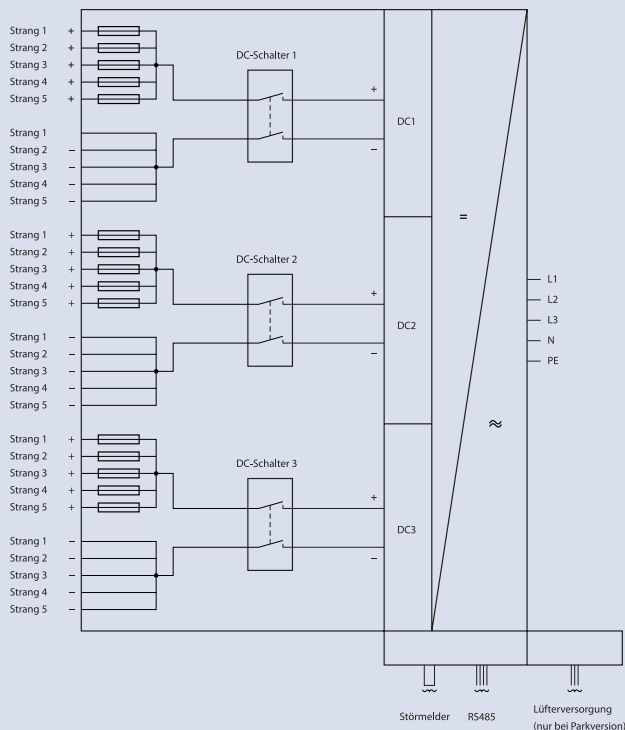 Strang 1 +
Strang 2 +
Strang 3 +
Strang 4 +
Strang 5 +
DC-Schalter 1
+
DC1
–
Strang 1
Strang 2 –
Strang 3 –
Strang 4 –
Strang 5 –
=
Strang 1 +
Strang 2 +
Strang 3 +
Strang 4 +
Strang 5 +
DC-Schalter 2
+
DC2
–
Strang 1 –
Strang 2 –
Strang 3 –
Strang 4 –
Strang 5 –
L1
L2
L3
N
PE
≈
Strang 1 +
Strang 2 +
Strang 3 +
Strang 4 +
Strang 5 +
DC-Schalter 3
+
DC3
–
Strang 1 –
Strang 2 –
Strang 3 –
Strang 4 –
Strang 5 –
Störmelder
RS485
Lüfterversorgung
(nur bei Parkversion)